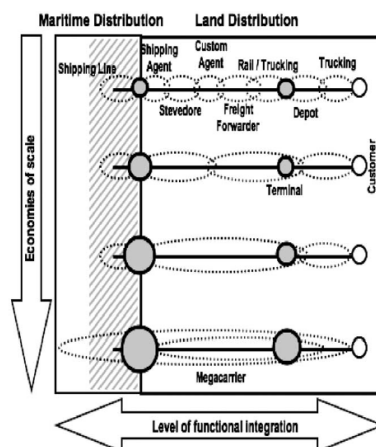 Maritime Distribution
Land Distribution
Shipping Line
Shipping
Agent
Custom
Agent
Rail / Trucking
Trucking
Stevedore
Freight
Forwarder
Depot
Terminal
Customer
Economies of scale
Megacarrier
Level of functional integration